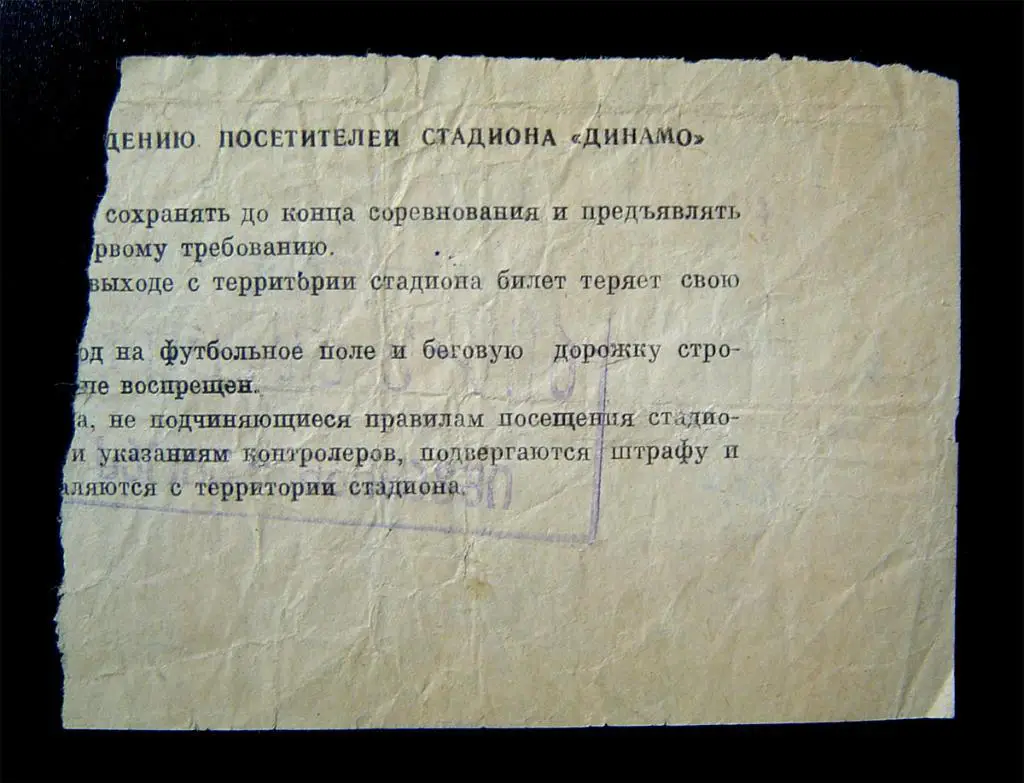 ДЕНИЮ ПОСЕТИТЕЛЕЙ СТАДИОНА «ДИНАМО»
сохранять до конца соревнования и предъявлять
рвому требованию.
выходе с территории стадиона билет теряет свою
од на футбольное поле и беговую дорожку стро-
ще воспрещен.
а, не подчиняющиеся правилам посещения стадио-
и указаниям контролеров, подвергаются штрафу и
аляются с территории стадиона.